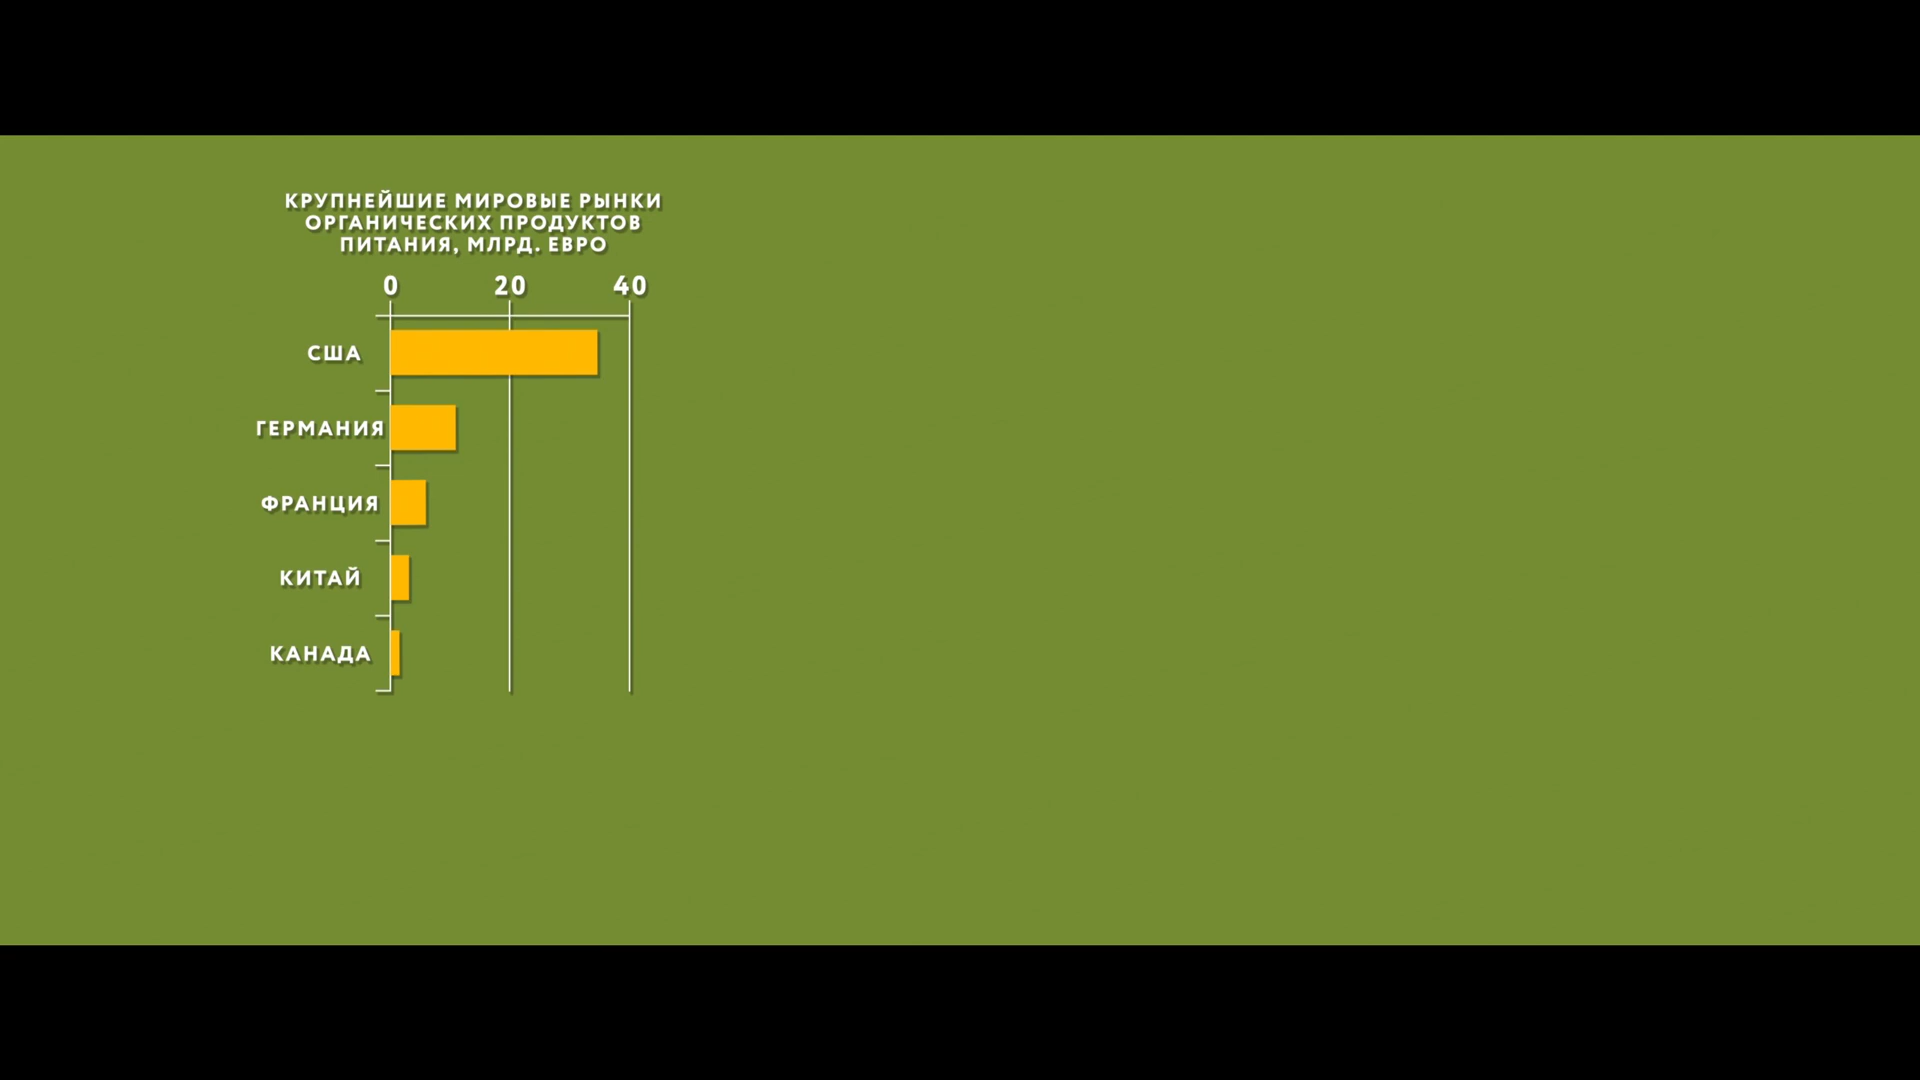 КРУПНЕЙШИЕ МИРОВЫЕ РЫНКИ
ОРГАНИЧЕСКИХ ПРОДУКТОВ
ПИТАНИЯ, МЛРД. ЕВРО
0 20 40
США
ГЕРМАНИЯ
ФРАНЦИЯ
КИТАЙ
КАНАДА